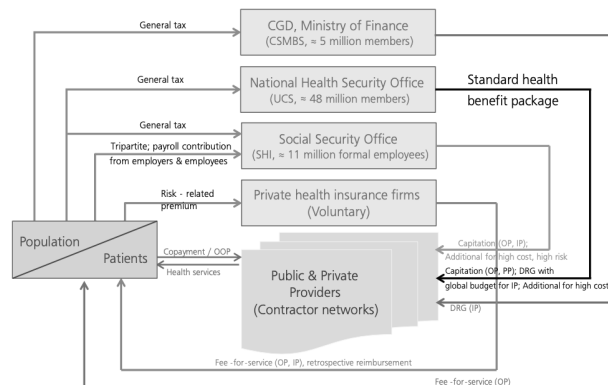 General tax
CGD, Ministry of Finance
(CSMBS, ≈ 5 million members)
General tax
National Health Security Office
(UCS, ≈ 48 million members)
Standard health
benefit package
General tax
Social Security Office
(SHI, ≈ 11 million formal employees)
Tripartite; payroll contribution
from employers & employees
Risk - related
premium
Private health insurance firms
(Voluntary)
Population
Patients
Copayment / OOP
Health services
Public & Private
Providers
(Contractor networks)
Capitation (OP, IP);
Additional for high cost, high risk
Capitation (OP, PP); DRG with
global budget for IP; Additional for high cost
DRG (IP)
Fee -for-service (OP, IP), retrospective reimbursement
Fee -for-service (OP)